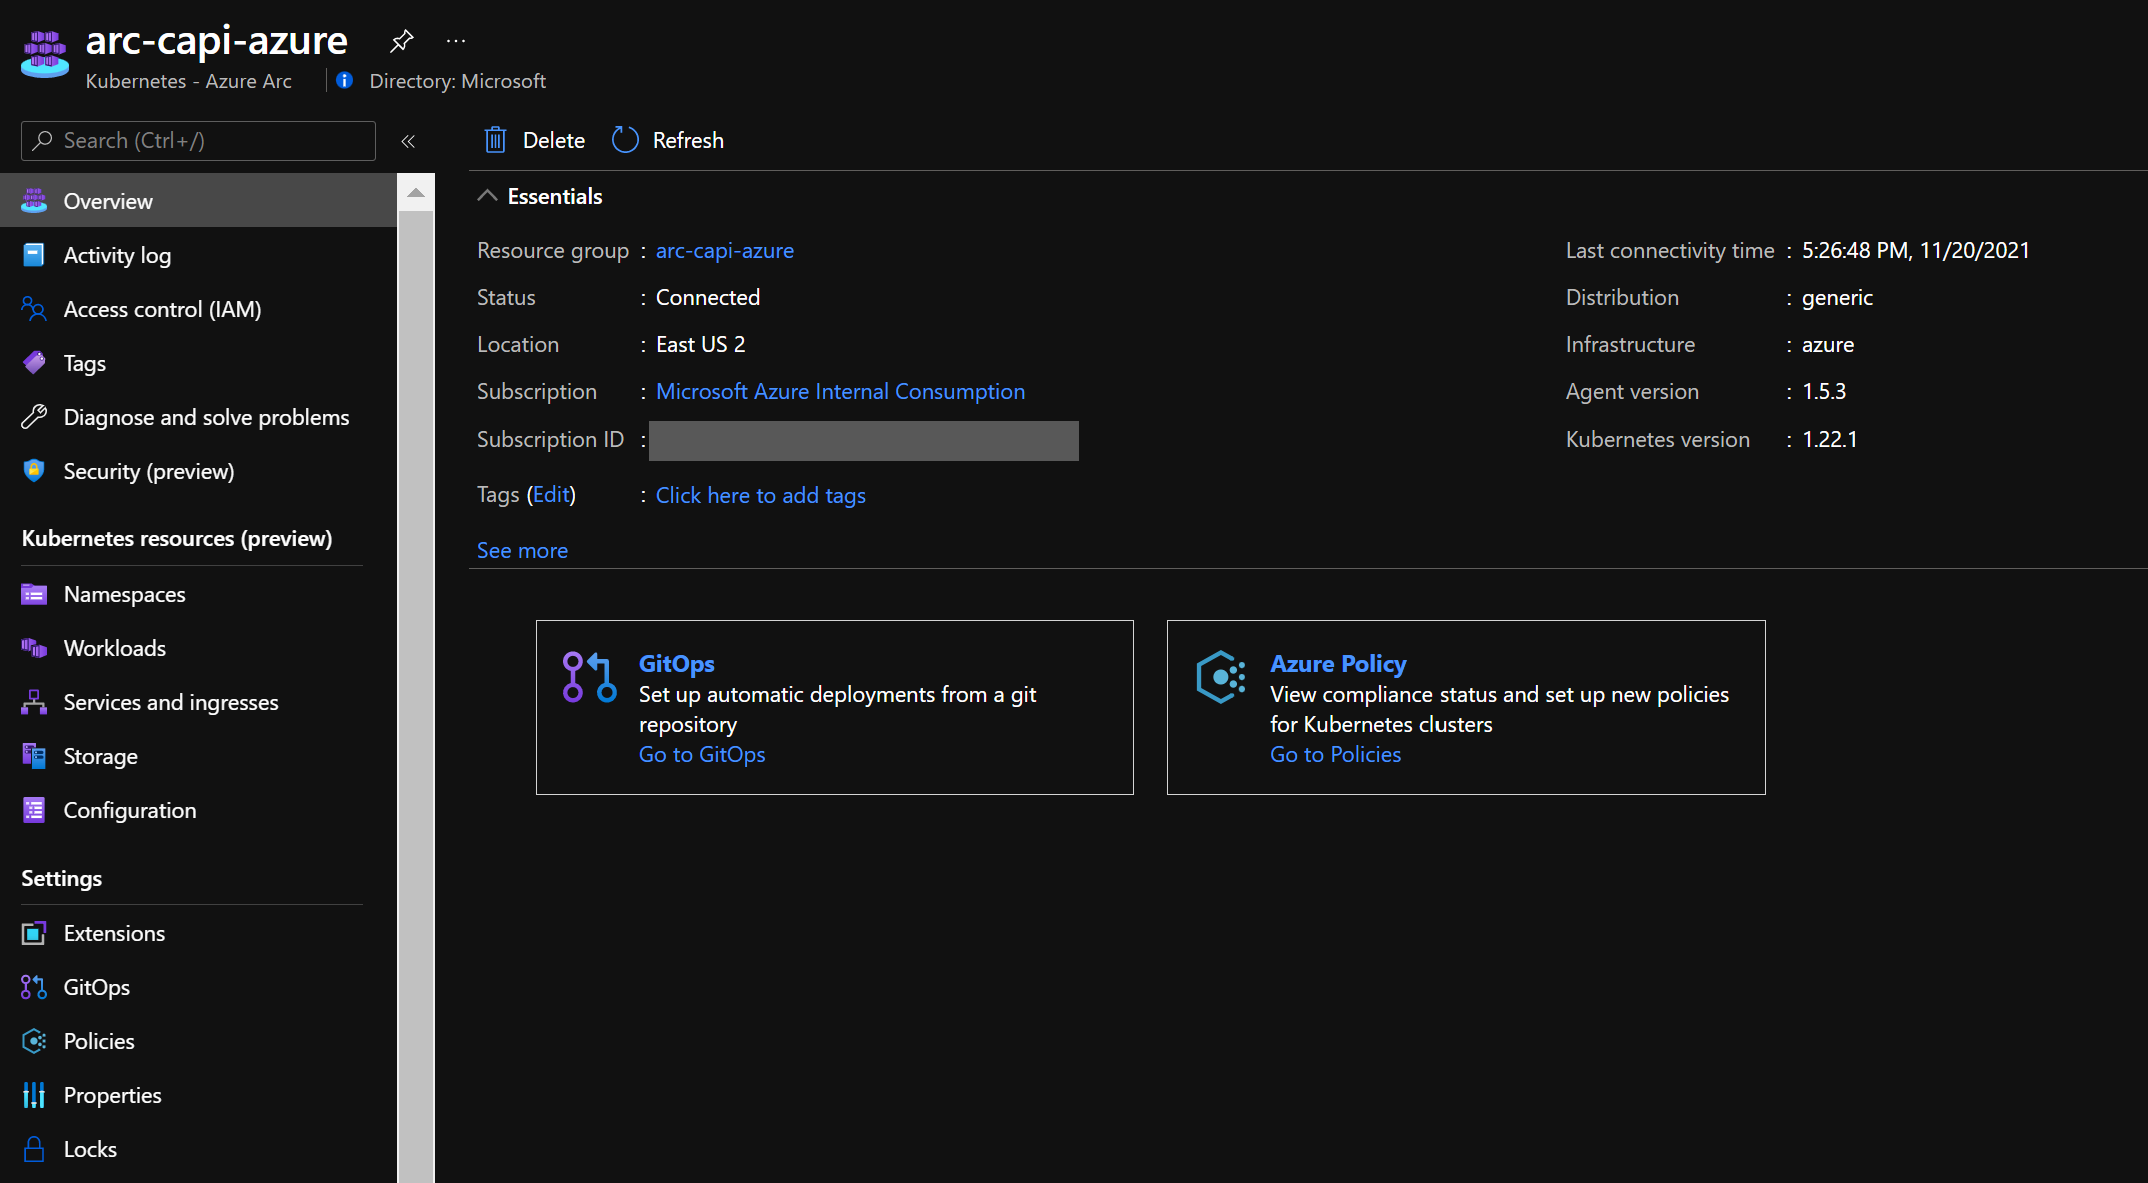 arc-capi-azure
...
Kubernetes - Azure Arc
Directory: Microsoft
Search (Ctrl+/)
«
Overview
Activity log
Access control (IAM)
Tags
Diagnose and solve problems
Security (preview)
Kubernetes resources (preview)
Namespaces
Workloads
Services and ingresses
Storage
Configuration
Settings
Extensions
GitOps
Policies
Properties
Locks
Delete
Refresh
Essentials
Resource group : arc-capi-azure
Status : Connected
Location : East US 2
Subscription : Microsoft Azure Internal Consumption
Subscription ID :
Tags (Edit) : Click here to add tags
See more
Last connectivity time : 5:26:48 PM, 11/20/2021
Distribution : generic
Infrastructure : azure
Agent version : 1.5.3
Kubernetes version : 1.22.1
GitOps
Set up automatic deployments from a git
repository
Go to GitOps
Azure Policy
View compliance status and set up new policies
for Kubernetes clusters
Go to Policies